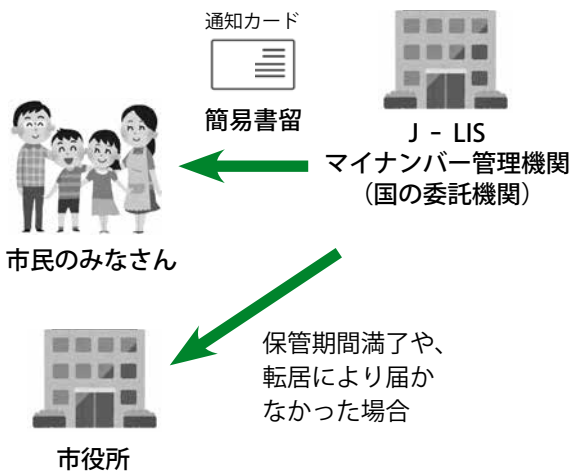 通知カード
簡易書留
J － LIS
マイナンバー管理機関
（国の委託機関）
市民のみなさん
保管期間満了や、
転居により届か
なかった場合
市役所